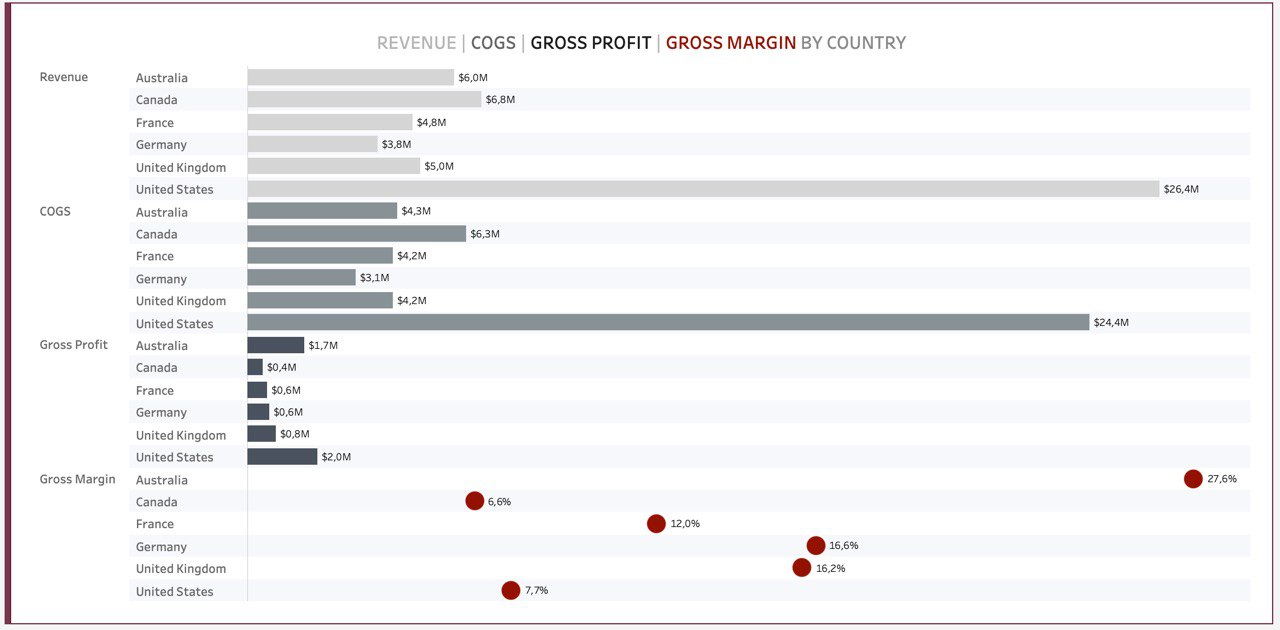 REVENUE | COGS | GROSS PROFIT | GROSS MARGIN BY COUNTRY
Revenue Australia $6,0M
Canada $6,8M
France $4,8M
Germany $3,8M
United Kingdom $5,0M
United States $26,4M
COGS Australia $4,3M
Canada $6,3M
France $4,2M
Germany $3,1M
United Kingdom $4,2M
United States $24,4M
Gross Profit Australia $1,7M
Canada $0,4M
France $0,6M
Germany $0,6M
United Kingdom $0,8M
United States $2,0M
Gross Margin Australia 27,6%
Canada 6,6%
France 12,0%
Germany 16,6%
United Kingdom 16,2%
United States 7,7%